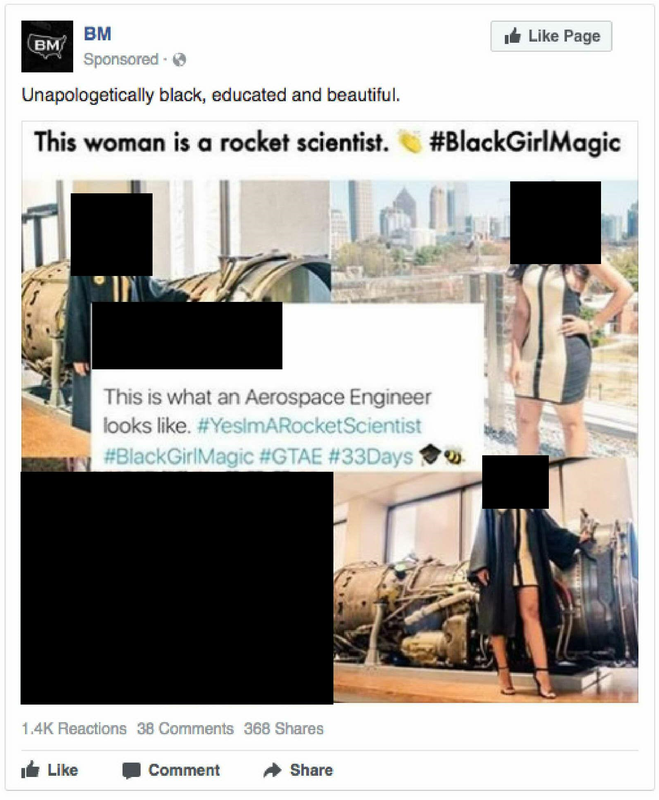 BM
BM
Like Page
Sponsored ·
Unapologetically black, educated and beautiful.
This woman is a rocket scientist. 👏 #BlackGirlMagic
This is what an Aerospace Engineer
looks like. #YesImARocketScientist
#BlackGirlMagic #GTAE #33Days 🎓🐝
1.4K Reactions 38 Comments 368 Shares
Like Comment Share